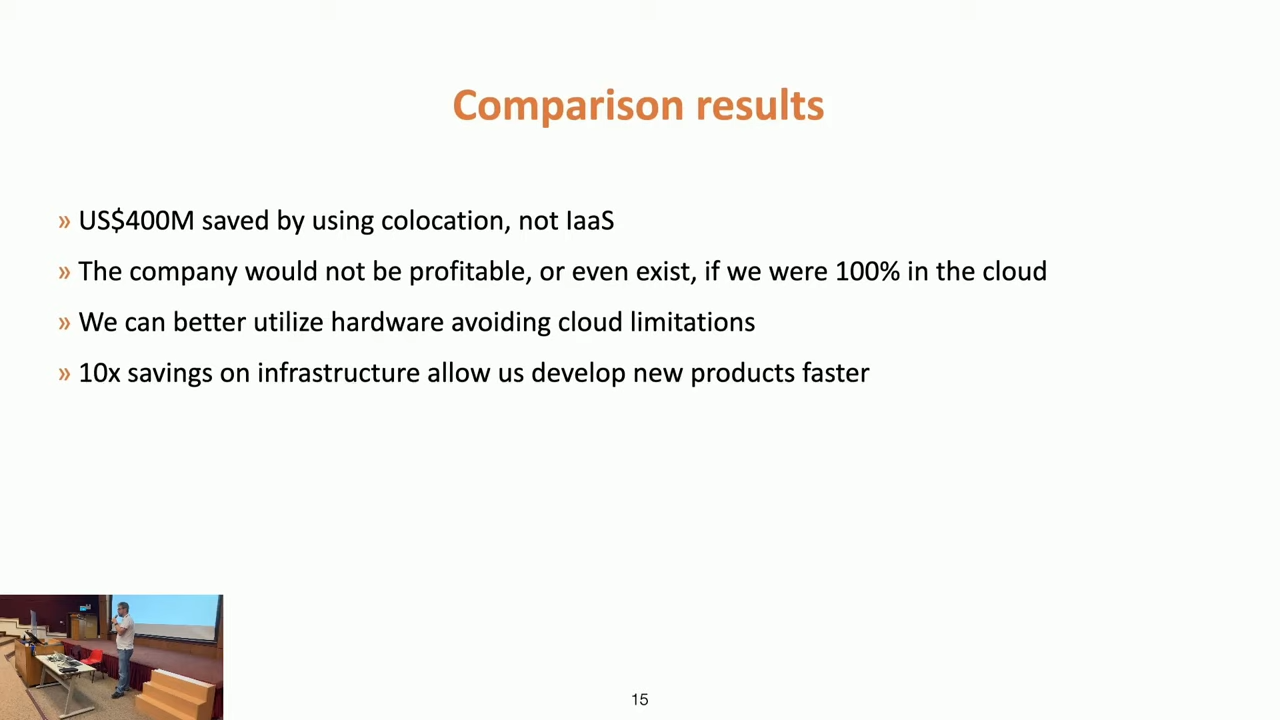 Comparison results
» US$400M saved by using colocation, not IaaS
» The company would not be profitable, or even exist, if we were 100% in the cloud
» We can better utilize hardware avoiding cloud limitations
» 10x savings on infrastructure allow us develop new products faster
15